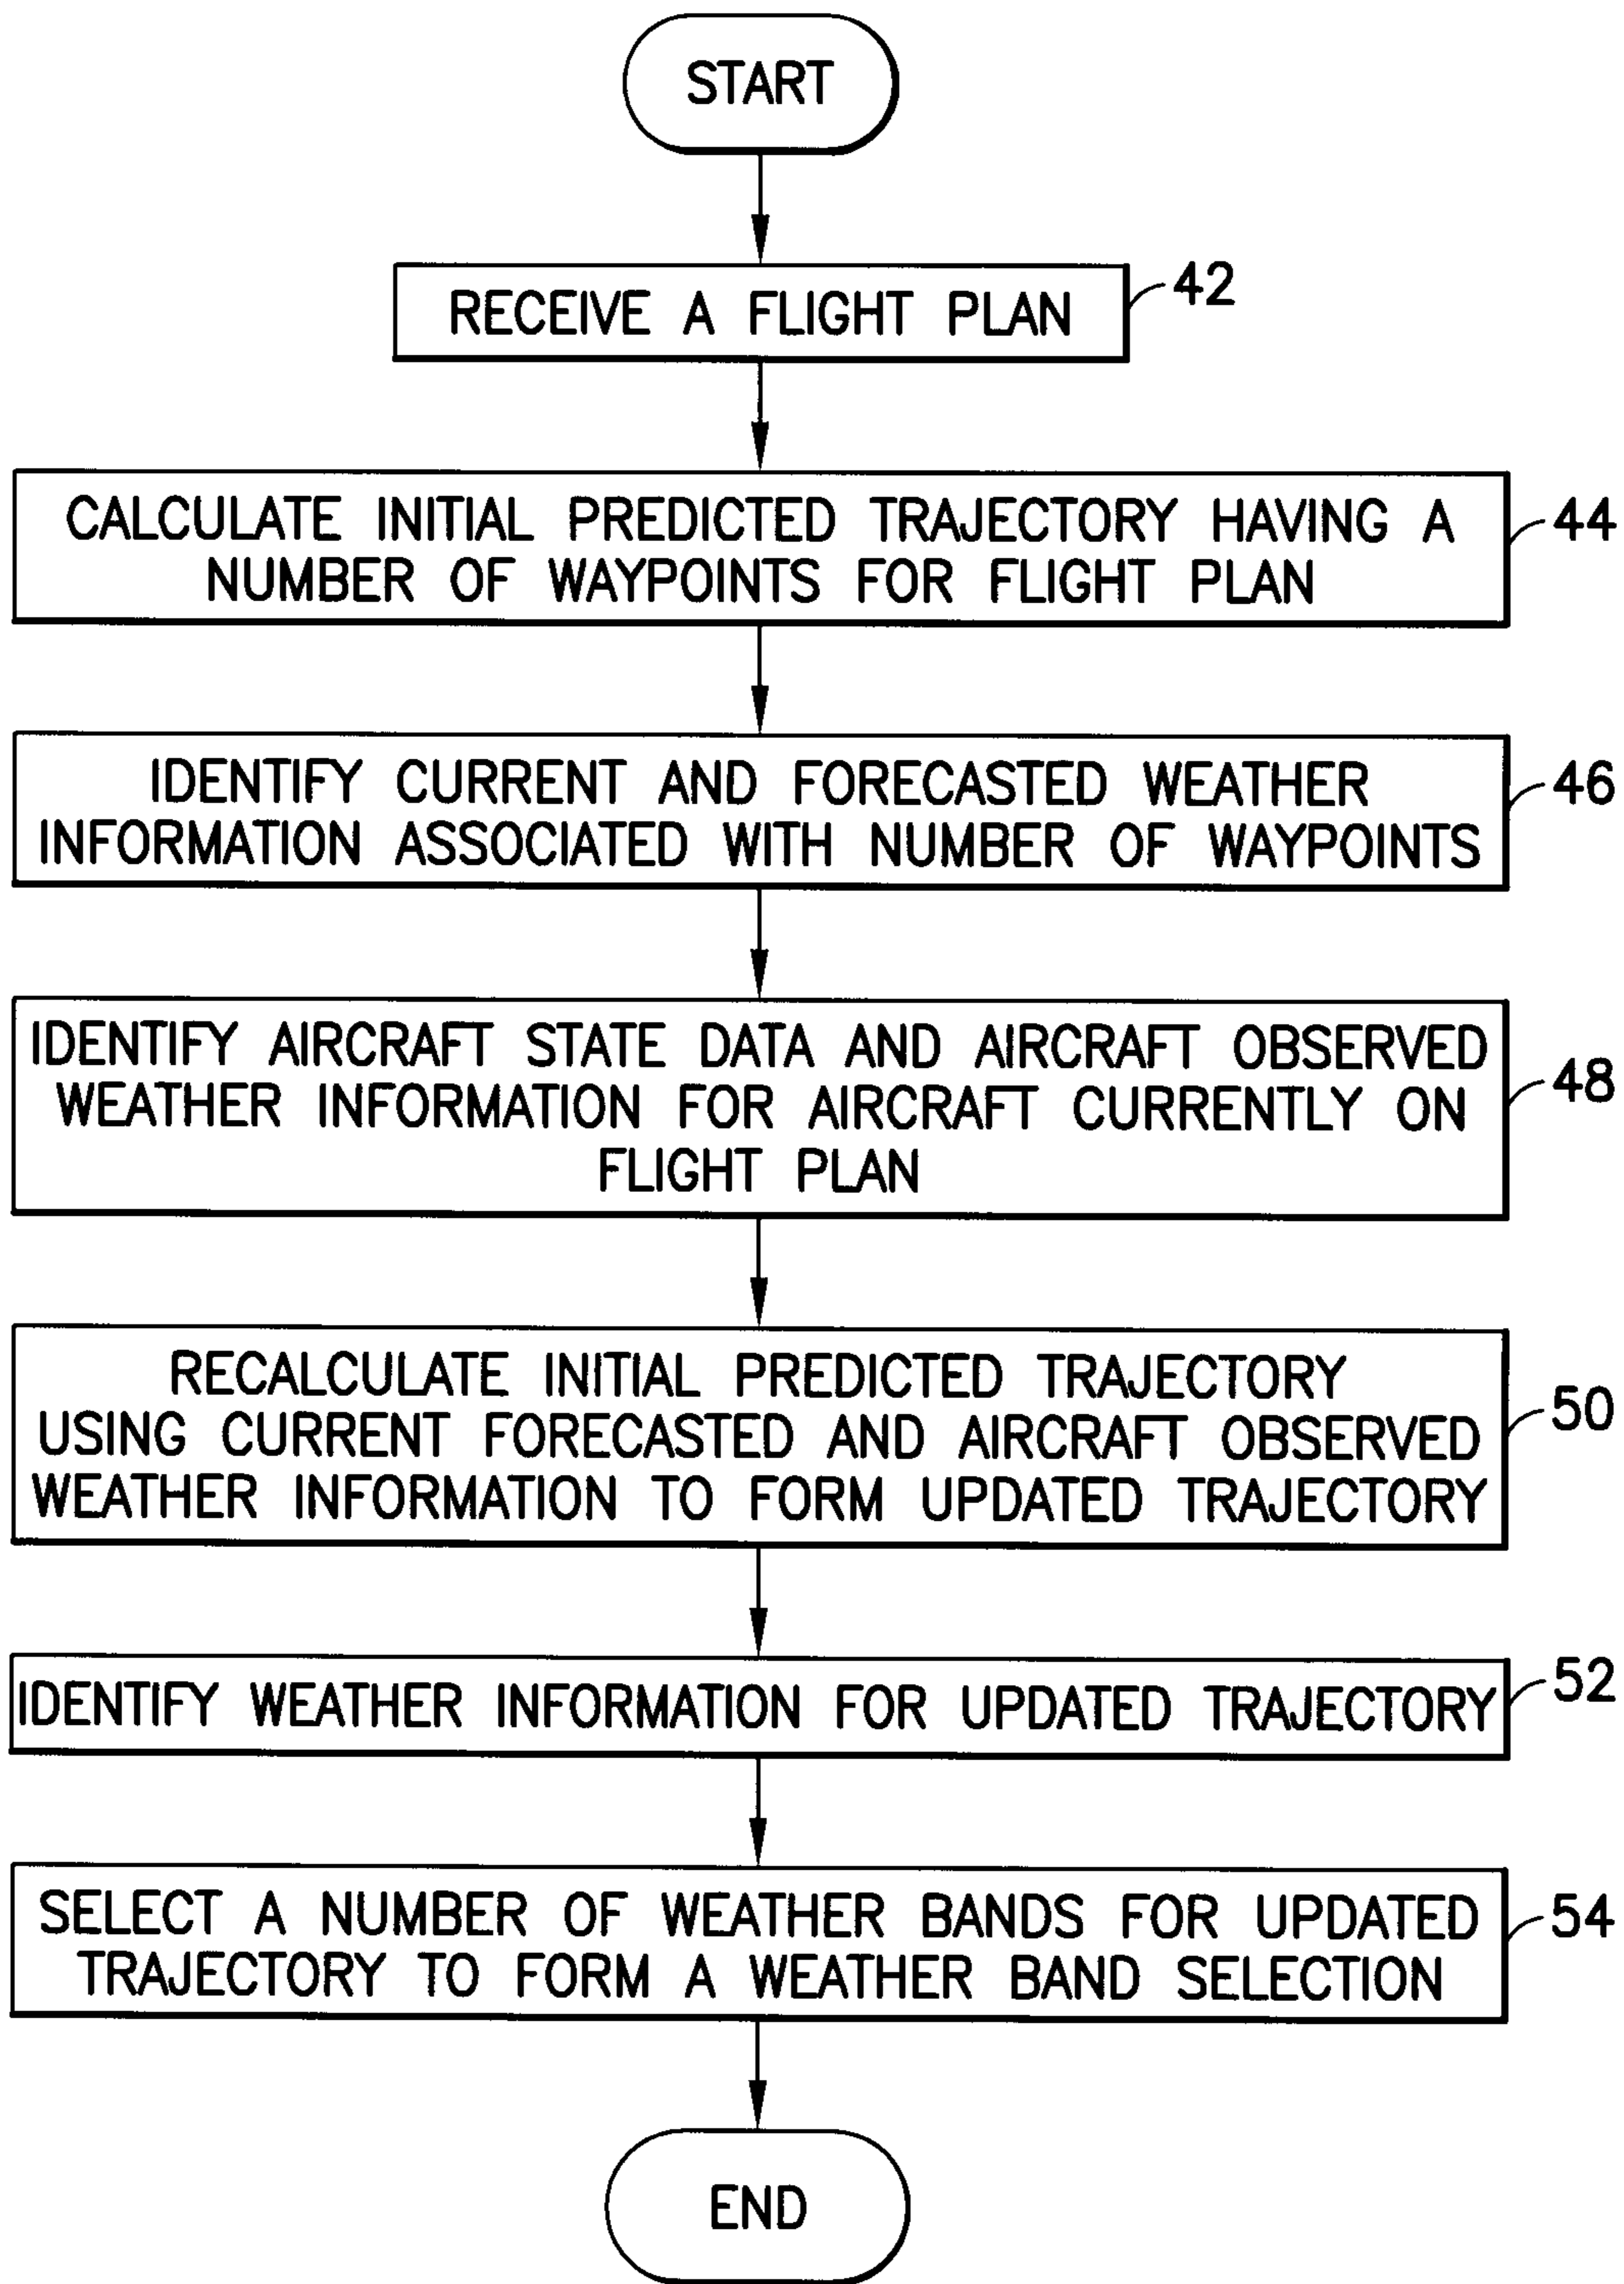 START
RECEIVE A FLIGHT PLAN
42
CALCULATE INITIAL PREDICTED TRAJECTORY HAVING A
NUMBER OF WAYPOINTS FOR FLIGHT PLAN
44
IDENTIFY CURRENT AND FORECASTED WEATHER
INFORMATION ASSOCIATED WITH NUMBER OF WAYPOINTS
46
IDENTIFY AIRCRAFT STATE DATA AND AIRCRAFT OBSERVED
WEATHER INFORMATION FOR AIRCRAFT CURRENTLY ON
FLIGHT PLAN
48
RECALCULATE INITIAL PREDICTED TRAJECTORY
USING CURRENT FORECASTED AND AIRCRAFT OBSERVED
WEATHER INFORMATION TO FORM UPDATED TRAJECTORY
50
IDENTIFY WEATHER INFORMATION FOR UPDATED TRAJECTORY
52
SELECT A NUMBER OF WEATHER BANDS FOR UPDATED
TRAJECTORY TO FORM A WEATHER BAND SELECTION
54
END